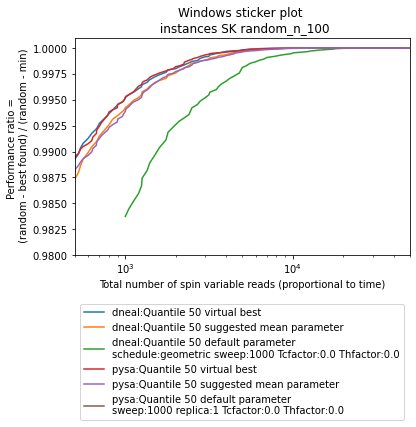 Windows sticker plot
instances SK random_n_100
Performance ratio =
(random - best found) / (random - min)
1.0000
0.9975
0.9950
0.9925
0.9900
0.9875
0.9850
0.9825
0.9800
10³
10⁴
Total number of spin variable reads (proportional to time)
dneal:Quantile 50 virtual best
dneal:Quantile 50 suggested mean parameter
dneal:Quantile 50 default parameter
schedule:geometric sweep:1000 Tcfactor:0.0 Thfactor:0.0
pysa:Quantile 50 virtual best
pysa:Quantile 50 suggested mean parameter
pysa:Quantile 50 default parameter
sweep:1000 replica:1 Tcfactor:0.0 Thfactor:0.0